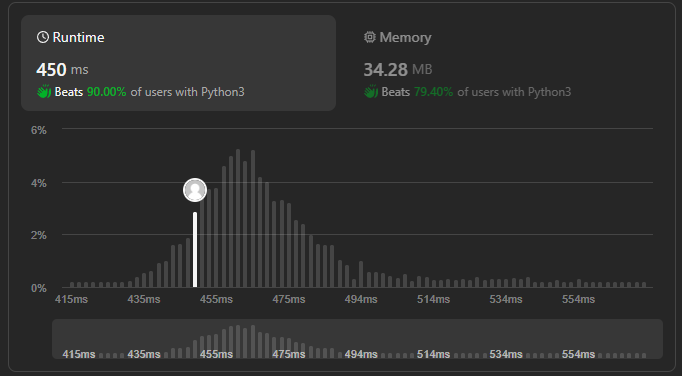 Runtime
450 ms
Beats 90.00% of users with Python3
Memory
34.28 MB
Beats 79.40% of users with Python3
6%
4%
2%
0%
415ms 435ms 455ms 475ms 494ms 514ms 534ms 554ms
415ms 435ms 455ms 475ms 494ms 514ms 534ms 554ms